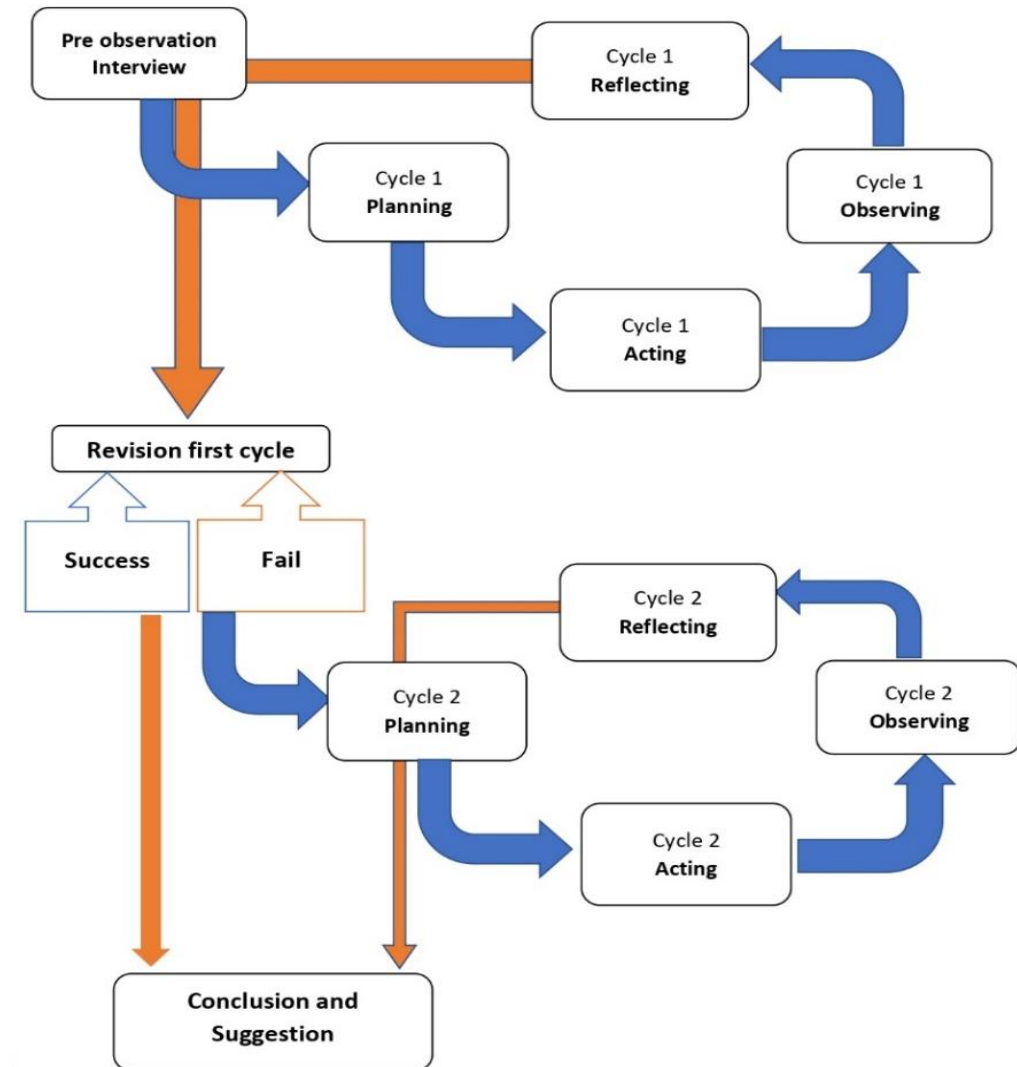 Pre observation
Interview
Cycle 1
Reflecting
Cycle 1
Planning
Cycle 1
Observing
Cycle 1
Acting
Revision first cycle
Success
Fail
Cycle 2
Reflecting
Cycle 2
Planning
Cycle 2
Observing
Cycle 2
Acting
Conclusion and
Suggestion